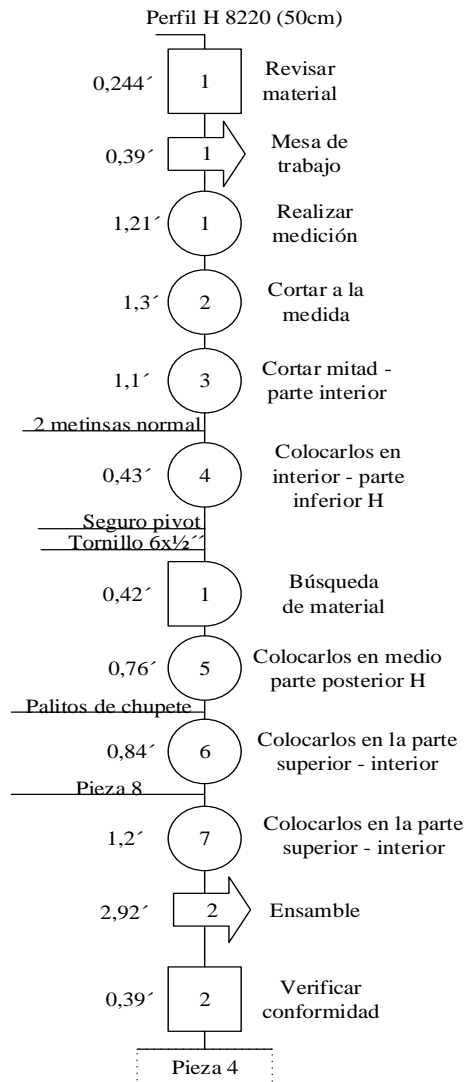 Perfil H 8220 (50cm)
0,244´ 1 Revisar
material
0,39´ 1 Mesa de
trabajo
1,21´ 1 Realizar
medición
1,3´ 2 Cortar a la
medida
1,1´ 3 Cortar mitad -
parte interior
2 metinsas normal
0,43´ 4 Colocarlos en
interior - parte
inferior H
Seguro pivot
Tornillo 6x½´´
0,42´ 1 Búsqueda
de material
0,76´ 5 Colocarlos en medio
parte posterior H
Palitos de chupete
0,84´ 6 Colocarlos en la parte
superior - interior
Pieza 8
1,2´ 7 Colocarlos en la parte
superior - interior
2,92´ 2 Ensamble
0,39´ 2 Verificar
conformidad
Pieza 4